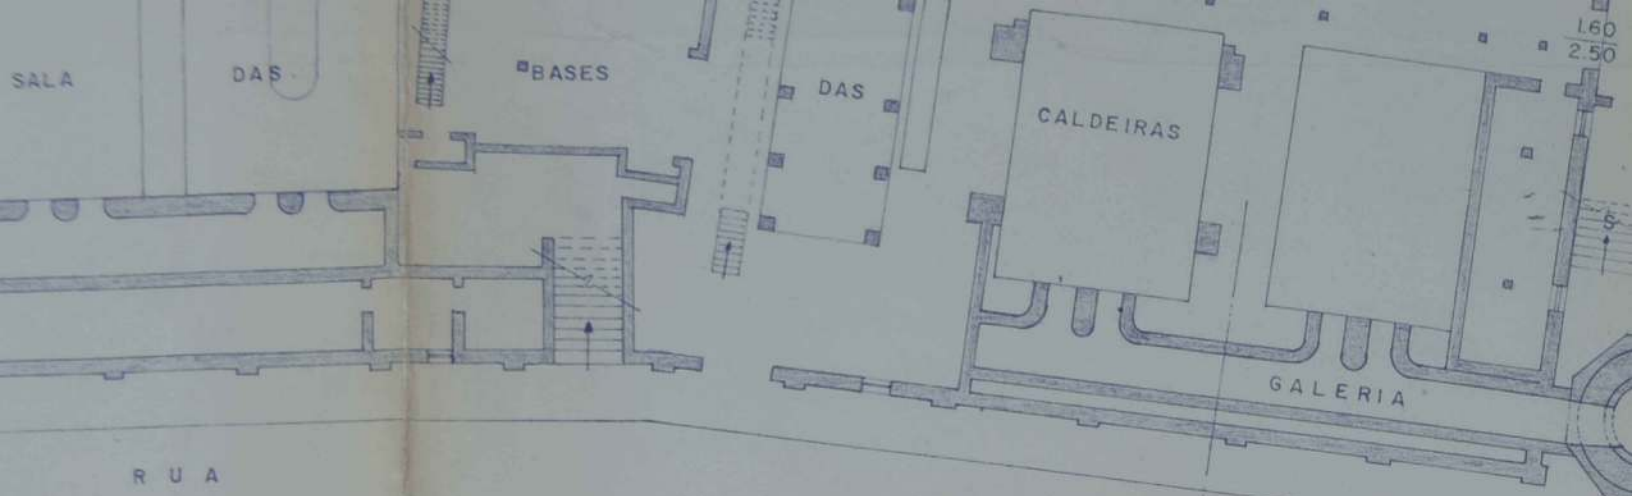 SALA DAS BASES DAS CALDEIRAS
1.60
2.50
S
GALERIA
RUA